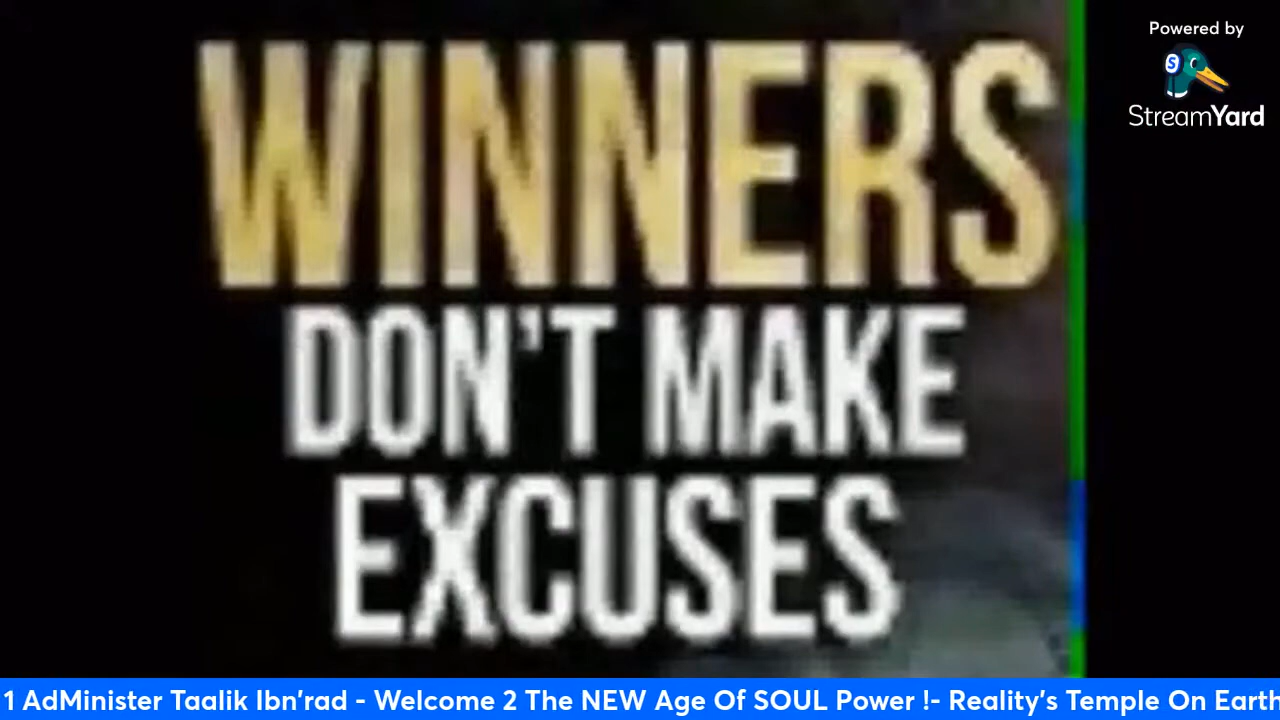 Powered by
S
StreamYard
WINNERS
DON'T MAKE
EXCUSES
1 AdMinister Taalik Ibn'rad - Welcome 2 The NEW Age Of SOUL Power !- Reality's Temple On Earth